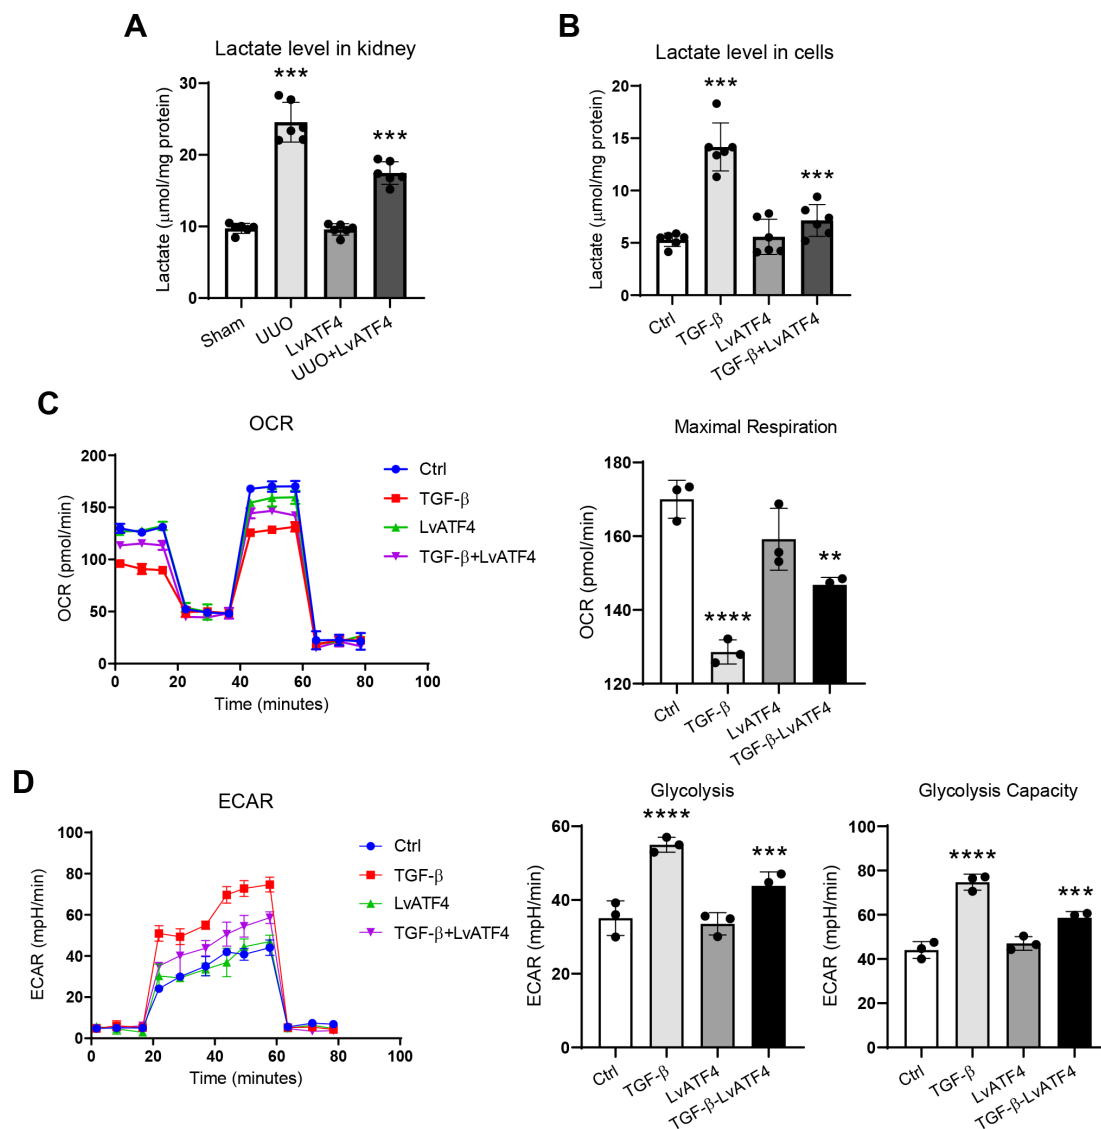 A
Lactate level in kidney
Lactate (μmol/mg protein)
30
20
10
0
***
***
Sham
UUO
LvATF4
UUO+LvATF4
B
Lactate level in cells
Lactate (μmol/mg protein)
20
15
10
5
0
***
***
Ctrl
TGF-β
LvATF4
TGF-β+LvATF4
C
OCR
OCR (pmol/min)
200
150
100
50
0
0 20 40 60 80 100
Time (minutes)
Ctrl
TGF-β
LvATF4
TGF-β+LvATF4
Maximal Respiration
OCR (pmol/min)
180
160
140
120
****
**
Ctrl
TGF-β
LvATF4
TGF-β-LvATF4
D
ECAR
ECAR (mpH/min)
100
80
60
40
20
0
0 20 40 60 80 100
Time (minutes)
Ctrl
TGF-β
LvATF4
TGF-β+LvATF4
Glycolysis
ECAR (mpH/min)
60
40
20
0
****
***
Ctrl
TGF-β
LvATF4
TGF-β-LvATF4
Glycolysis Capacity
ECAR (mpH/min)
100
80
60
40
20
0
****
***
Ctrl
TGF-β
LvATF4
TGF-β-LvATF4